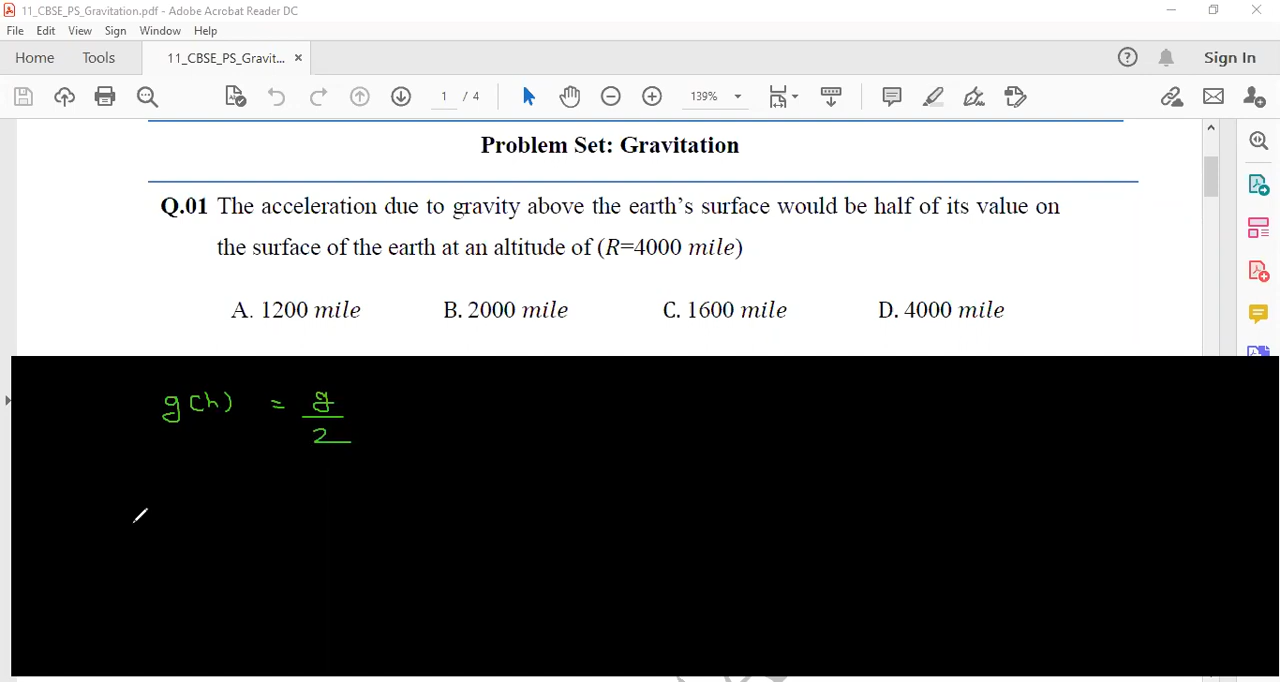 11_CBSE_PS_Gravitation.pdf - Adobe Acrobat Reader DC
File Edit View Sign Window Help
Home Tools 11_CBSE_PS_Gravit... × Sign In
1 / 4 139%
Problem Set: Gravitation
Q.01 The acceleration due to gravity above the earth's surface would be half of its value on
the surface of the earth at an altitude of (R=4000 mile)
A. 1200 mile B. 2000 mile C. 1600 mile D. 4000 mile
g(h) = g/2